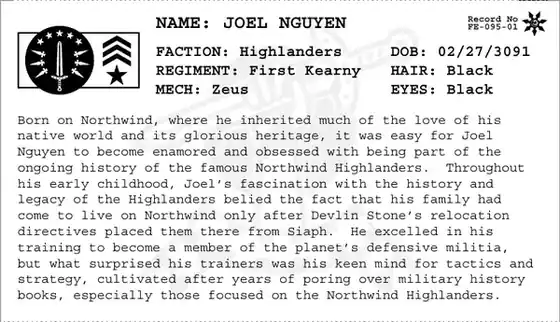 NAME: JOEL NGUYEN
Record No
FE-095-01
FACTION: Highlanders DOB: 02/27/3091
REGIMENT: First Kearny HAIR: Black
MECH: Zeus EYES: Black
Born on Northwind, where he inherited much of the love of his
native world and its glorious heritage, it was easy for Joel
Nguyen to become enamored and obsessed with being part of the
ongoing history of the famous Northwind Highlanders. Throughout
his early childhood, Joel’s fascination with the history and
legacy of the Highlanders belied the fact that his family had
come to live on Northwind only after Devlin Stone’s relocation
directives placed them there from Siaph. He excelled in his
training to become a member of the planet’s defensive militia,
but what surprised his trainers was his keen mind for tactics and
strategy, cultivated after years of poring over military history
books, especially those focused on the Northwind Highlanders.